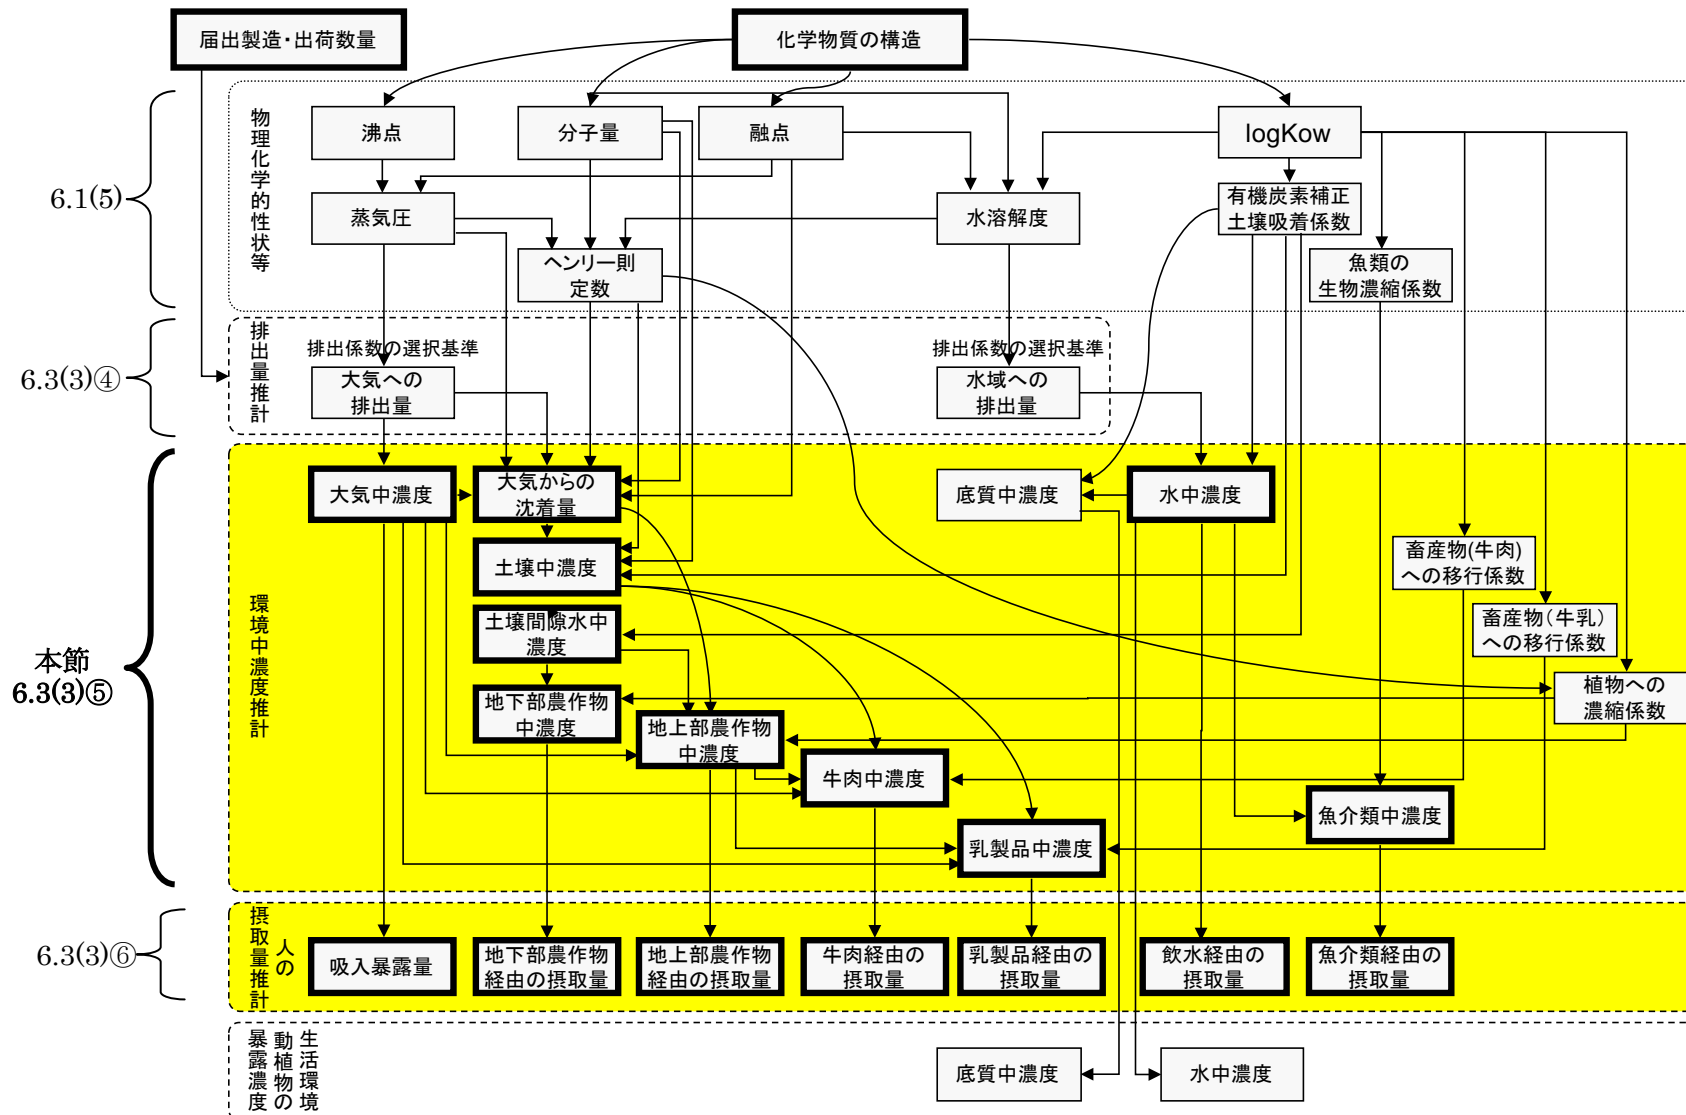 届出製造・出荷数量
化学物質の構造
6.1(5)
物理化学的性状等
沸点
分子量
融点
logKow
蒸気圧
水溶解度
有機炭素補正
土壌吸着係数
ヘンリー則
定数
魚類の
生物濃縮係数
6.3(3)④
排出量推計
排出係数の選択基準
大気への
排出量
排出係数の選択基準
水域への
排出量
本節
6.3(3)⑤
環境中濃度推計
大気中濃度
大気からの
沈着量
底質中濃度
水中濃度
土壌中濃度
畜産物(牛肉)
への移行係数
土壌間隙水中
濃度
畜産物(牛乳)
への移行係数
地下部農作物
中濃度
植物への
濃縮係数
地上部農作物
中濃度
牛肉中濃度
魚介類中濃度
乳製品中濃度
6.3(3)⑥
人の
摂取量推計
吸入暴露量
地下部農作物
経由の摂取量
地上部農作物
経由の摂取量
牛肉経由の
摂取量
乳製品経由の
摂取量
飲水経由の
摂取量
魚介類経由の
摂取量
生活環境
動植物の
暴露濃度
底質中濃度
水中濃度